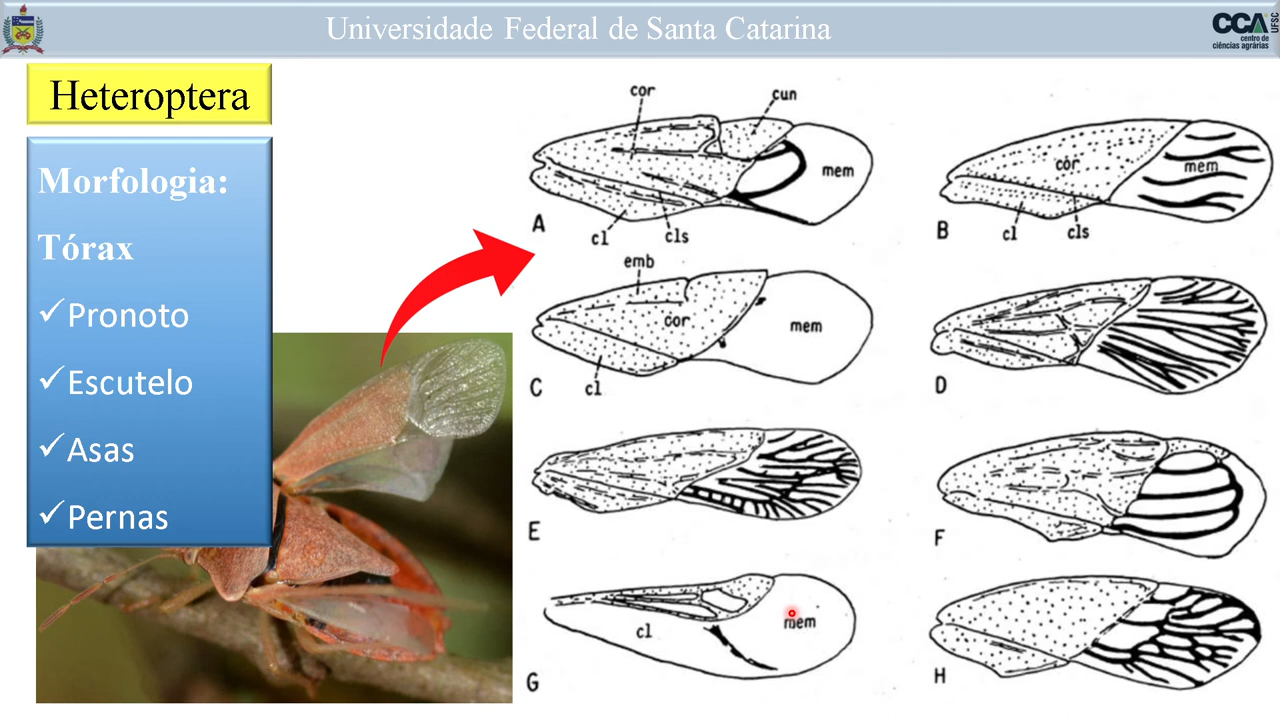 Universidade Federal de Santa Catarina
CCA
UFSC
centro de
ciências agrárias
Heteroptera
Morfologia:
Tórax
✓Pronoto
✓Escutelo
✓Asas
✓Pernas
cor
cun
mem
A
cl
cls
cor
mem
B
cl
cls
emb
cor
mem
C
cl
D
E
F
cl
mem
G
H